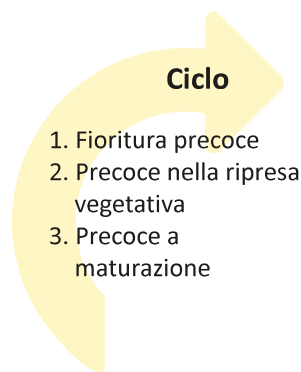 Ciclo
1. Fioritura precoce
2. Precoce nella ripresa
vegetativa
3. Precoce a
maturazione